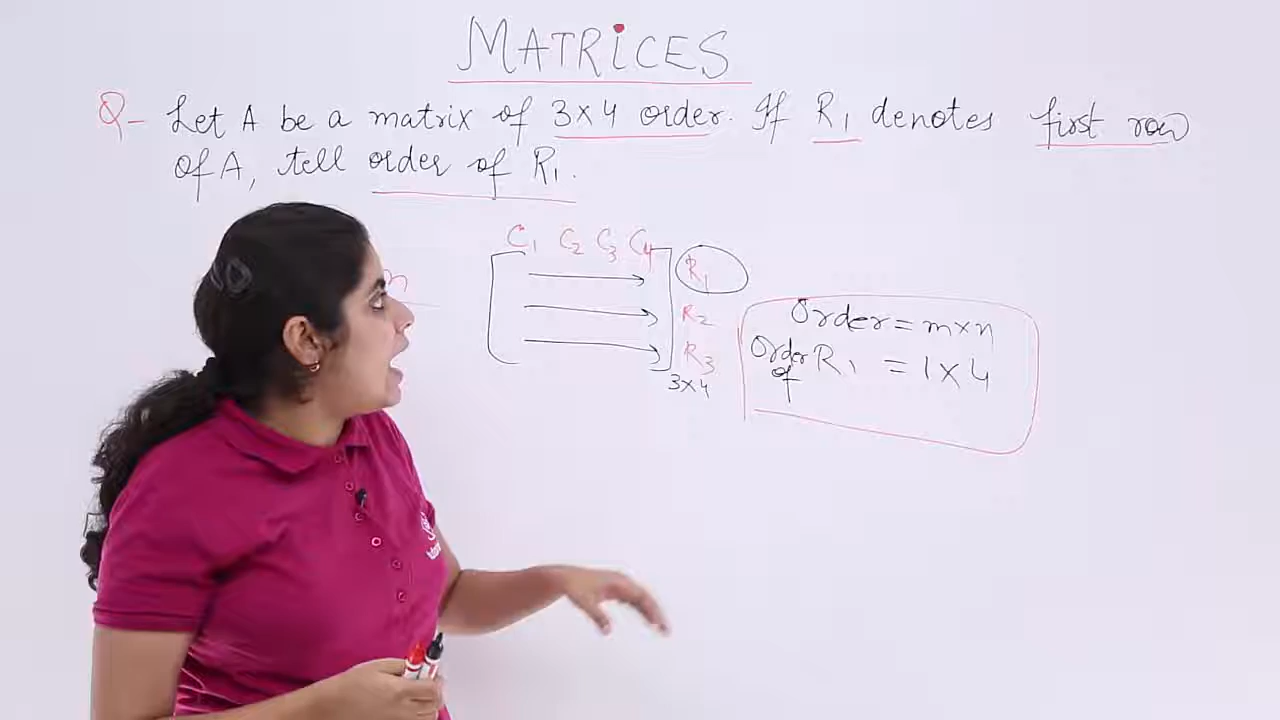 MATRICES
Q- Let A be a matrix of 3×4 order. If R1 denotes first row
of A, tell order of R1.
C1 C2 C3 C4
R1
R2
R3
3×4
n
Order = m×n
Order of R1 = 1×4